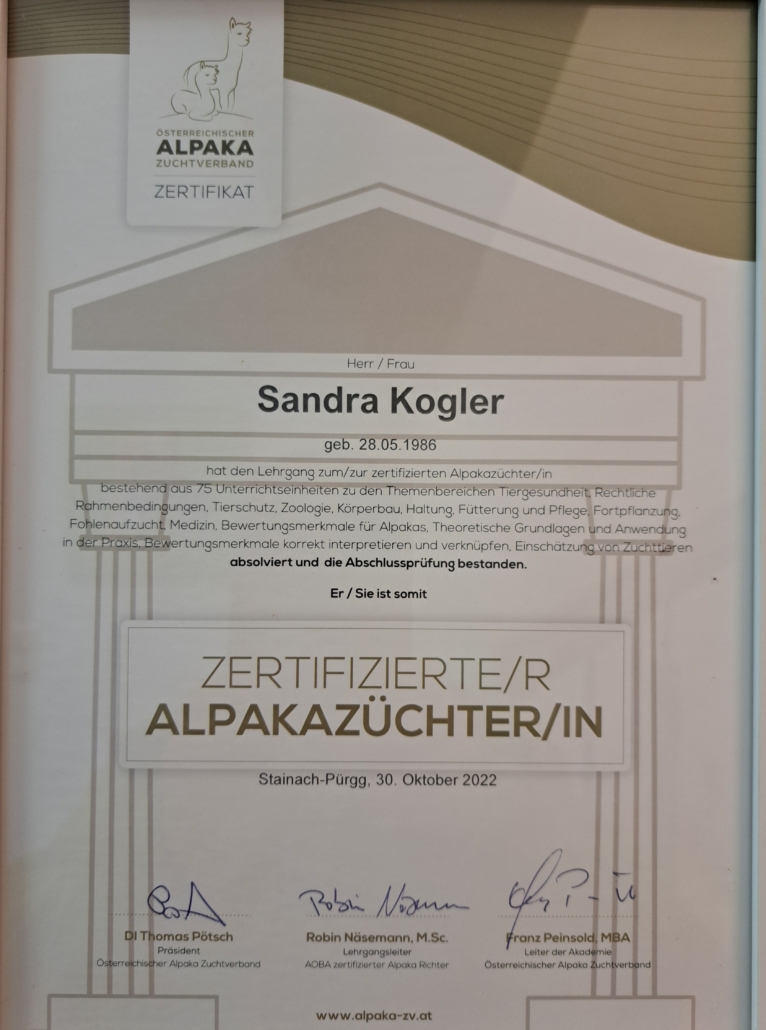 ÖSTERREICHISCHER
ALPAKA
ZUCHTVERBAND
ZERTIFIKAT
Herr / Frau
Sandra Kogler
geb. 28.05.1986
hat den Lehrgang zum/zur zertifizierten Alpakazüchter/in
bestehend aus 75 Unterrichtseinheiten zu den Themenbereichen Tiergesundheit, Rechtliche
Rahmenbedingungen, Tierschutz, Zoologie, Körperbau, Haltung, Fütterung und Pflege, Fortpflanzung,
Fohlenaufzucht, Medizin, Bewertungsmerkmale für Alpakas, Theoretische Grundlagen und Anwendung
in der Praxis, Bewertungsmerkmale korrekt interpretieren und verknüpfen, Einschätzung von Zuchttieren
absolviert und die Abschlussprüfung bestanden.
Er / Sie ist somit
ZERTIFIZIERTE/R
ALPAKAZÜCHTER/IN
Stainach-Pürgg, 30. Oktober 2022
Robin Näsemann
DI Thomas Pötsch
Präsident
Österreichischer Alpaka Zuchtverband
Robin Näsemann, M.Sc.
Lehrgangsleiter
AOBA zertifizierter Alpaka Richter
Franz Peinsold, MBA
Leiter der Akademie
Österreichischer Alpaka Zuchtverband
www.alpaka-zv.at